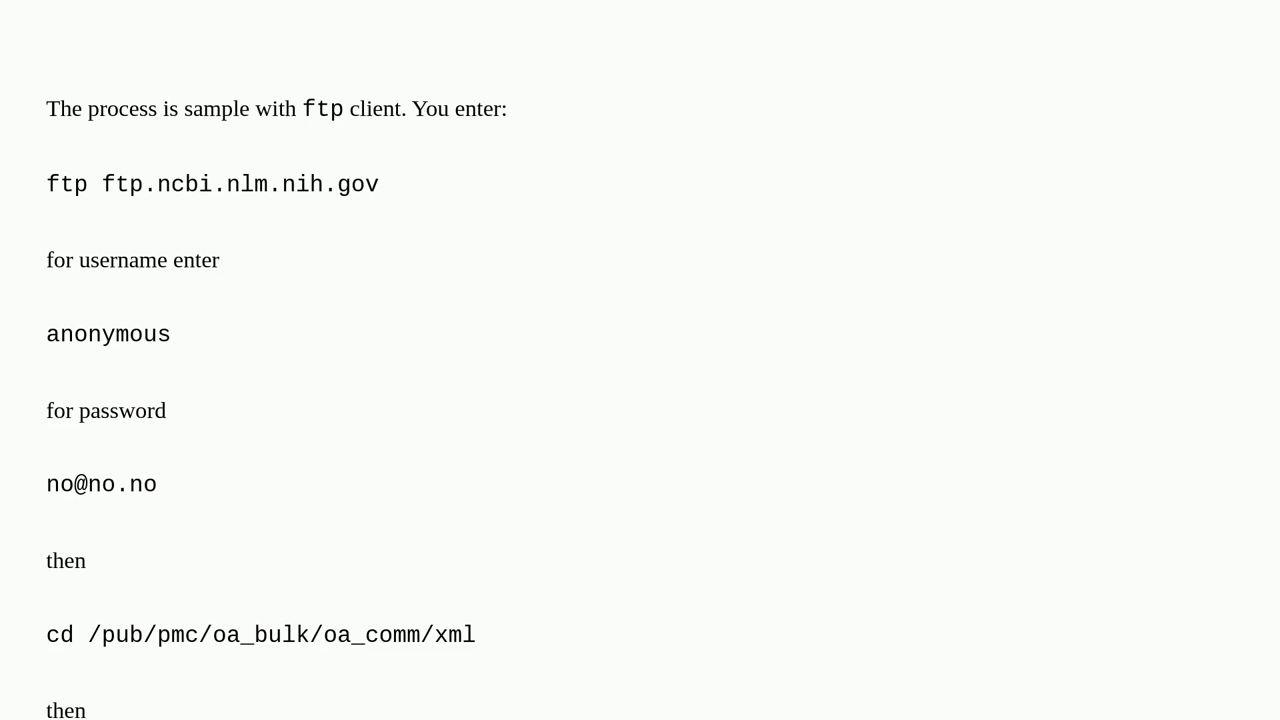 The process is sample with ftp client. You enter:
ftp ftp.ncbi.nlm.nih.gov
for username enter
anonymous
for password
no@no.no
then
cd /pub/pmc/oa_bulk/oa_comm/xml
then